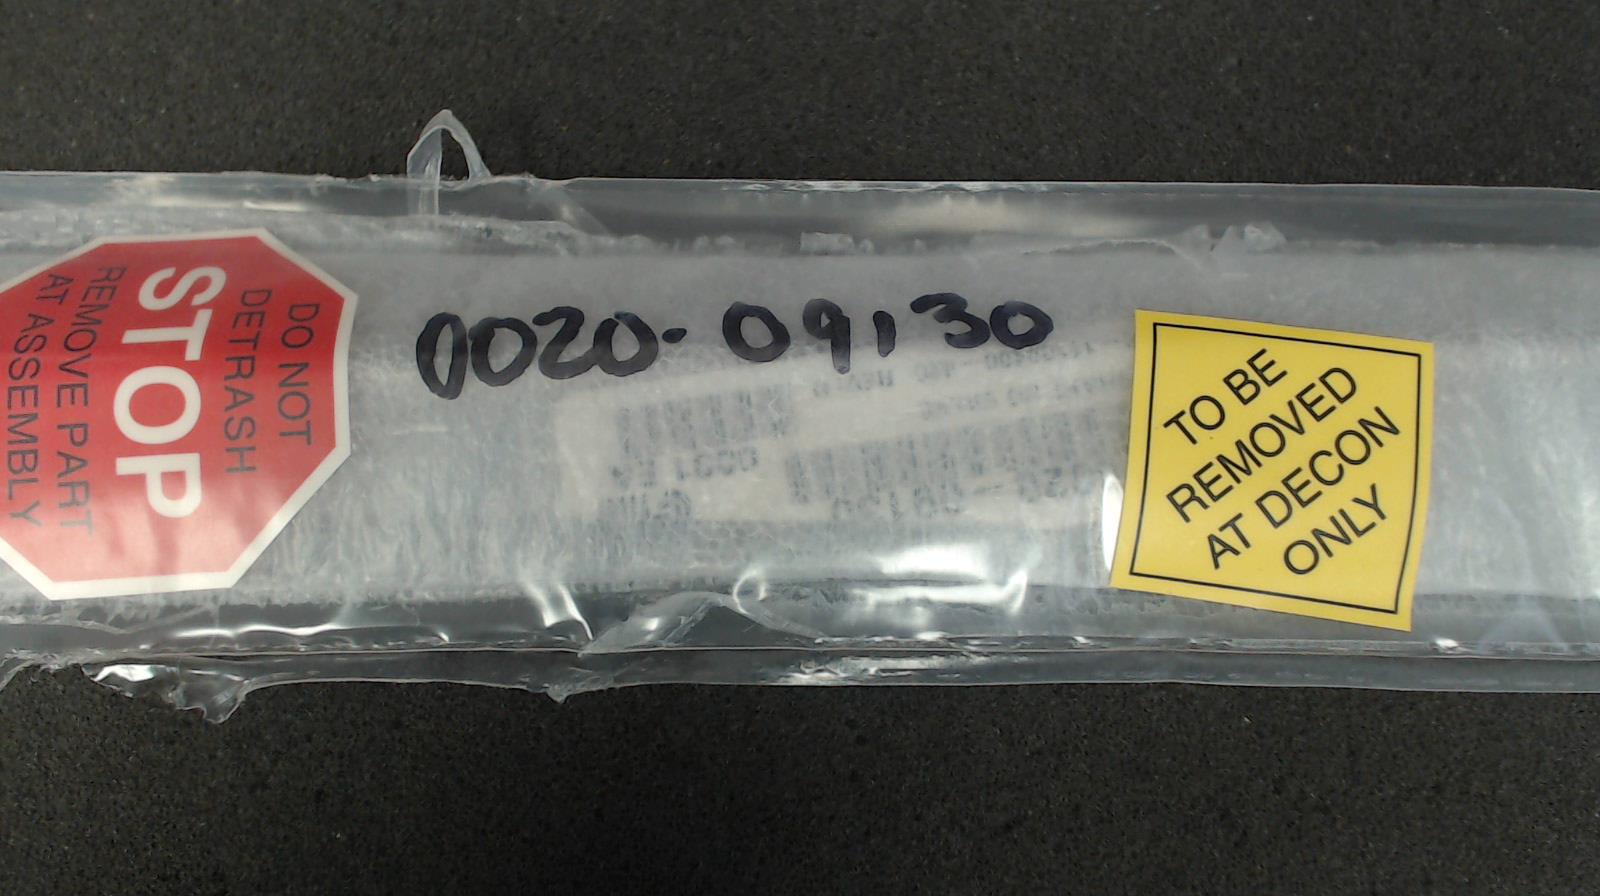 DO NOT
DETRASH
STOP
REMOVE PART
AT ASSEMBLY
0020-09130
TO BE
REMOVED
AT DECON
ONLY